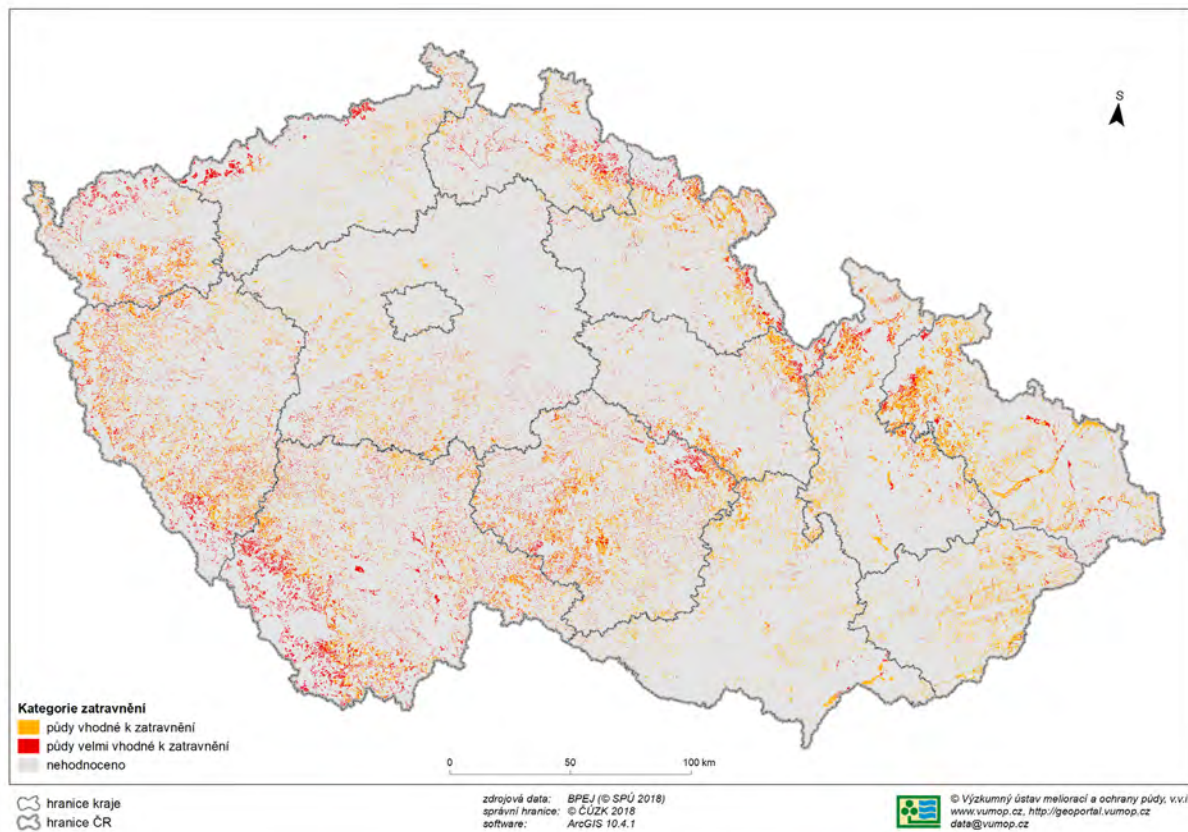 S
Kategorie zatravnění
půdy vhodné k zatravnění
půdy velmi vhodné k zatravnění
nehodnoceno
0 50 100 km
hranice kraje
hranice ČR
zdrojová data: BPEJ (© SPÚ 2018)
správní hranice: © ČÚZK 2018
software: ArcGIS 10.4.1
© Výzkumný ústav meliorací a ochrany půdy, v.v.i
www.vumop.cz, http://geoportal.vumop.cz
data@vumop.cz